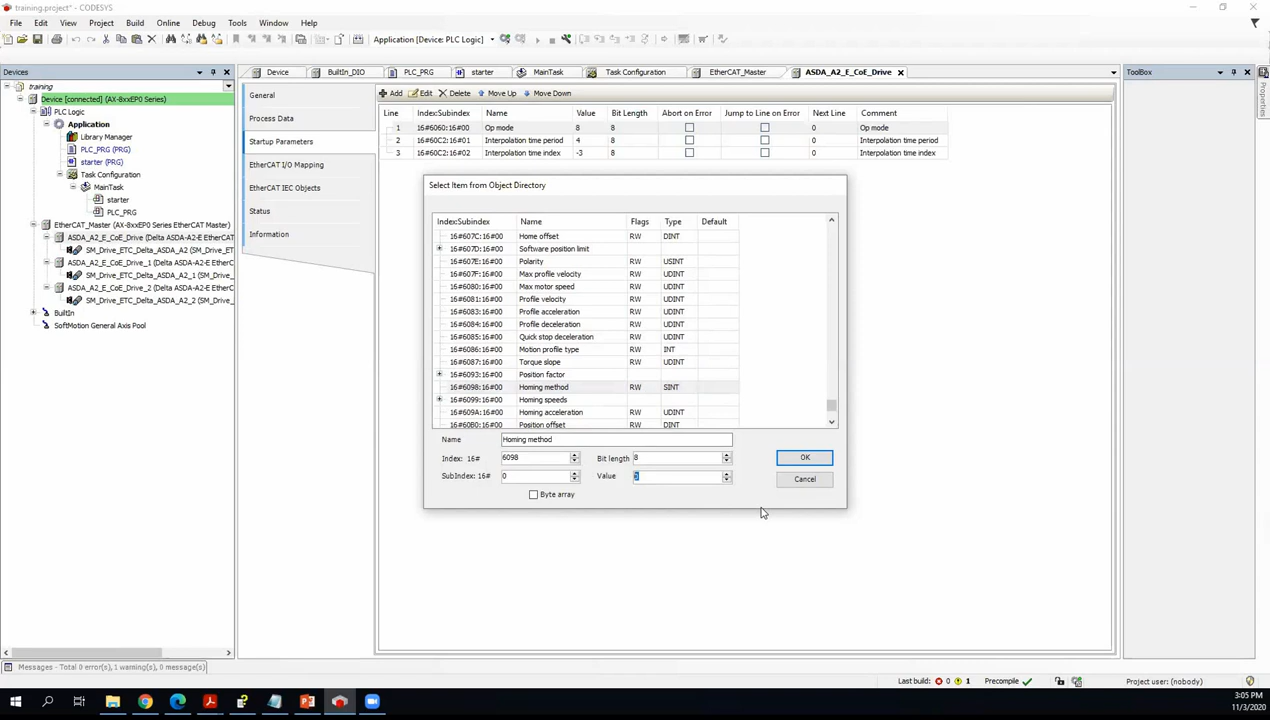 training.project* - CODESYS
File Edit View Project Build Online Debug Tools Window Help
Application [Device: PLC Logic]
Devices
training
Device [connected] (AX-8xxEP0 Series)
PLC Logic
Application
Library Manager
PLC_PRG (PRG)
starter (PRG)
Task Configuration
MainTask
starter
PLC_PRG
EtherCAT_Master (AX-8xxEP0 Series EtherCAT Master)
ASDA_A2_E_CoE_Drive (Delta ASDA-A2-E EtherCAT
SM_Drive_ETC_Delta_ASDA_A2 (SM_Drive_
ASDA_A2_E_CoE_Drive_1 (Delta ASDA-A2-E EtherC
SM_Drive_ETC_Delta_ASDA_A2_1 (SM_Drive_
ASDA_A2_E_CoE_Drive_2 (Delta ASDA-A2-E EtherC
SM_Drive_ETC_Delta_ASDA_A2_2 (SM_Drive_
BuiltIn
SoftMotion General Axis Pool
Device BuiltIn_DIO PLC_PRG starter MainTask Task Configuration EtherCAT_Master ASDA_A2_E_CoE_Drive
General
Process Data
Startup Parameters
EtherCAT I/O Mapping
EtherCAT IEC Objects
Status
Information
Add Edit Delete Move Up Move Down
Line Index:Subindex Name Value Bit Length Abort on Error Jump to Line on Error Next Line Comment
1 16#6060:16#00 Op mode 8 8 0 Op mode
2 16#60C2:16#01 Interpolation time period 4 8 0 Interpolation time period
3 16#60C2:16#02 Interpolation time index -3 8 0 Interpolation time index
Select Item from Object Directory
Index:Subindex Name Flags Type Default
16#607C:16#00 Home offset RW DINT
16#607D:16#00 Software position limit
16#607E:16#00 Polarity RW USINT
16#607F:16#00 Max profile velocity RW UDINT
16#6080:16#00 Max motor speed RW UDINT
16#6081:16#00 Profile velocity RW UDINT
16#6083:16#00 Profile acceleration RW UDINT
16#6084:16#00 Profile deceleration RW UDINT
16#6085:16#00 Quick stop deceleration RW UDINT
16#6086:16#00 Motion profile type RW INT
16#6087:16#00 Torque slope RW UDINT
16#6093:16#00 Position factor
16#6098:16#00 Homing method RW SINT
16#6099:16#00 Homing speeds
16#609A:16#00 Homing acceleration RW UDINT
16#60B0:16#00 Position offset RW DINT
Name Homing method
Index: 16# 6098 Bit length 8 OK
SubIndex: 16# 0 Value Cancel
Byte array
ToolBox
Properties
Messages - Total 0 error(s), 1 warning(s), 0 message(s)
Last build: 0 1 Precompile Project user: (nobody)
3:05 PM
11/3/2020